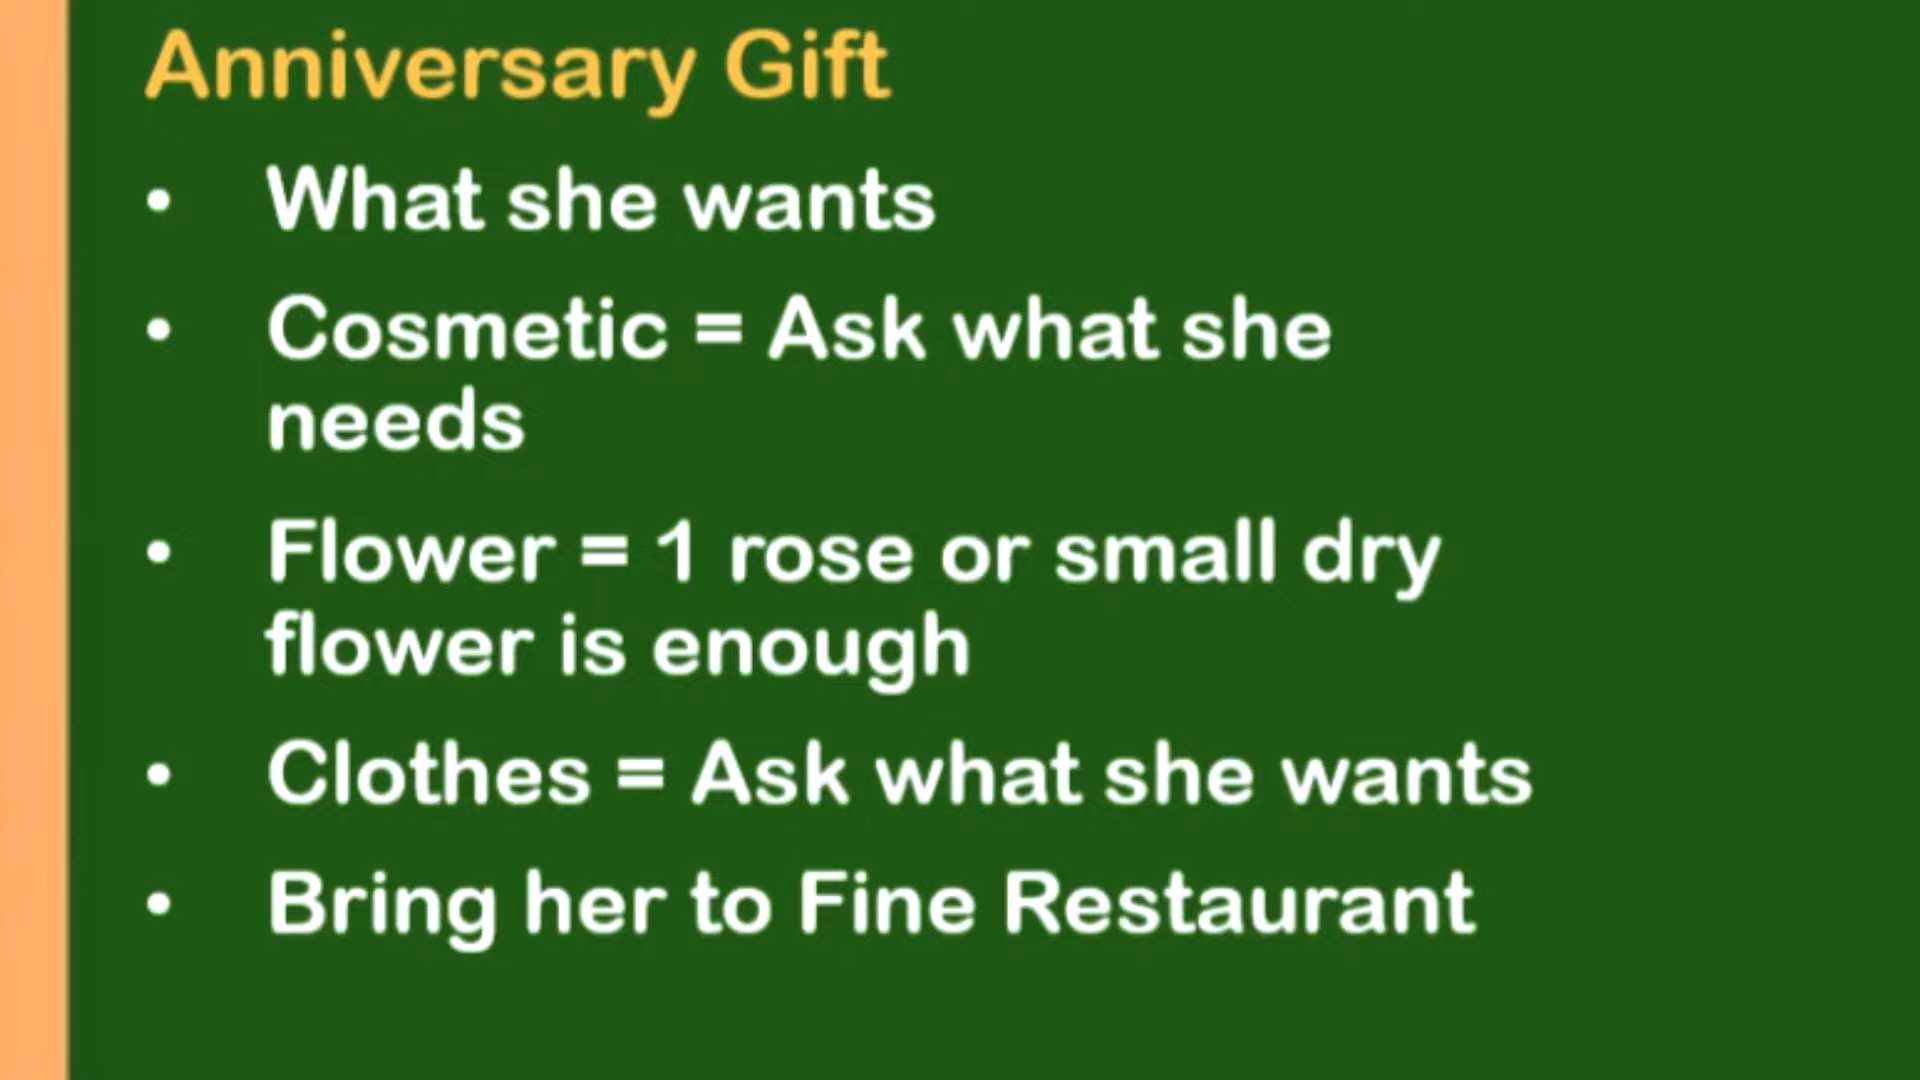 Anniversary Gift
• What she wants
• Cosmetic = Ask what she
needs
• Flower = 1 rose or small dry
flower is enough
• Clothes = Ask what she wants
• Bring her to Fine Restaurant